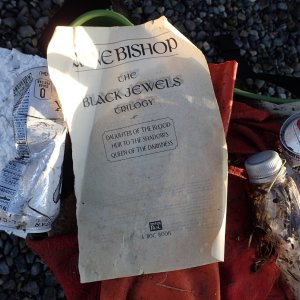 NE BISHOP
THE
BLACK JEWELS
TRILOGY
DAUGHTER OF THE BLOOD
HEIR TO THE SHADOWS
QUEEN OF THE DARKNESS
A ROC BOOK